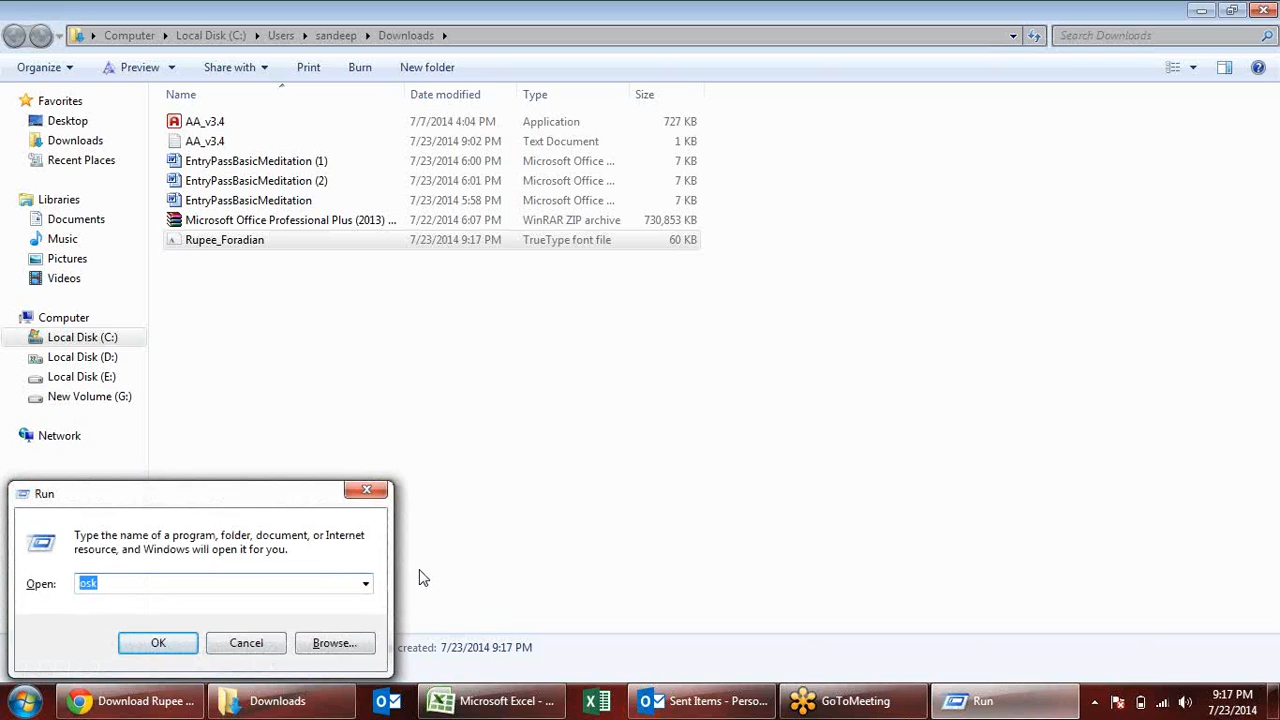 Computer Local Disk (C:) Users sandeep Downloads
Search Downloads
Organize Preview Share with Print Burn New folder
Favorites
Desktop
Downloads
Recent Places
Libraries
Documents
Music
Pictures
Videos
Computer
Local Disk (C:)
Local Disk (D:)
Local Disk (E:)
New Volume (G:)
Network
Name Date modified Type Size
AA_v3.4 7/7/2014 4:04 PM Application 727 KB
AA_v3.4 7/23/2014 9:02 PM Text Document 1 KB
EntryPassBasicMeditation (1) 7/23/2014 6:00 PM Microsoft Office ... 7 KB
EntryPassBasicMeditation (2) 7/23/2014 6:01 PM Microsoft Office ... 7 KB
EntryPassBasicMeditation 7/23/2014 5:58 PM Microsoft Office ... 7 KB
Microsoft Office Professional Plus (2013) ... 7/22/2014 6:07 PM WinRAR ZIP archive 730,853 KB
Rupee_Foradian 7/23/2014 9:17 PM TrueType font file 60 KB
Run
Type the name of a program, folder, document, or Internet
resource, and Windows will open it for you.
Open: osk
OK Cancel Browse...
created: 7/23/2014 9:17 PM
Download Rupee ... Downloads Microsoft Excel - ... Sent Items - Perso... GoToMeeting Run
9:17 PM
7/23/2014